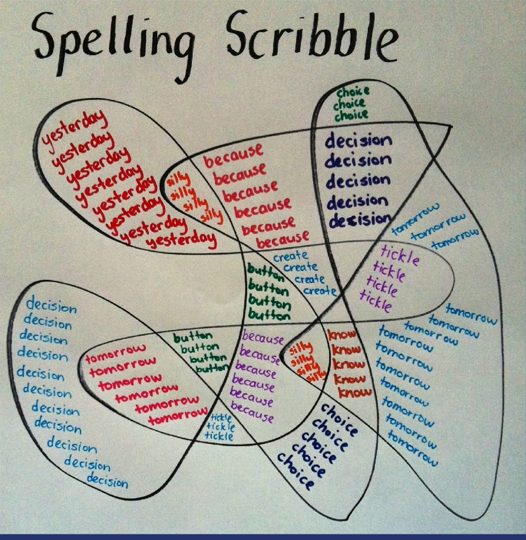 Spelling Scribble
yesterday
yesterday
yesterday
yesterday
yesterday
yesterday
yesterday
yesterday
silly
silly
silly
silly
because
because
because
because
because
because
choice
choice
choice
decision
decision
decision
decision
decision
tomorrow
tomorrow
tomorrow
create
create
create
create
button
button
button
button
tickle
tickle
tickle
tickle
decision
decision
decision
decision
decision
decision
decision
decision
decision
decision
decision
tomorrow
tomorrow
tomorrow
tomorrow
tomorrow
button
button
button
button
tickle
tickle
tickle
because
because
because
because
because
because
silly
silly
silly
silly
know
know
know
know
know
choice
choice
choice
choice
choice
tomorrow
tomorrow
tomorrow
tomorrow
tomorrow
tomorrow
tomorrow
tomorrow
tomorrow
tomorrow
tomorrow